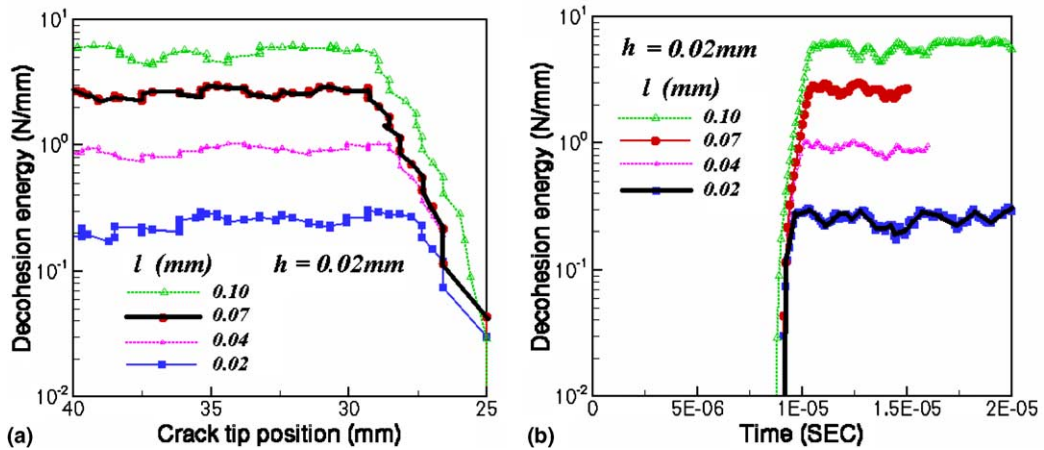 Decohesion energy (N/mm)
10^1
10^0
10^-1
10^-2
l (mm) h = 0.02mm
0.10
0.07
0.04
0.02
40 35 30 25
(a) Crack tip position (mm)
Decohesion energy (N/mm)
10^1
10^0
10^-1
10^-2
h = 0.02mm
l (mm)
0.10
0.07
0.04
0.02
0 5E-06 1E-05 1.5E-05 2E-05
(b) Time (SEC)